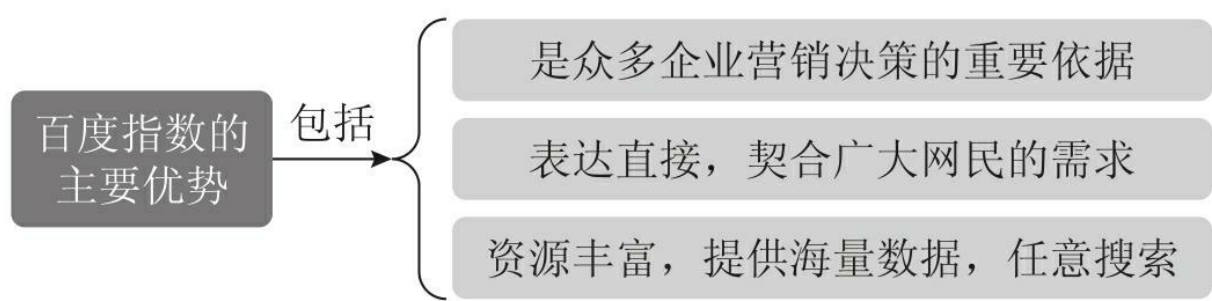 百度指数的
主要优势
包括
是众多企业营销决策的重要依据
表达直接，契合广大网民的需求
资源丰富，提供海量数据，任意搜索